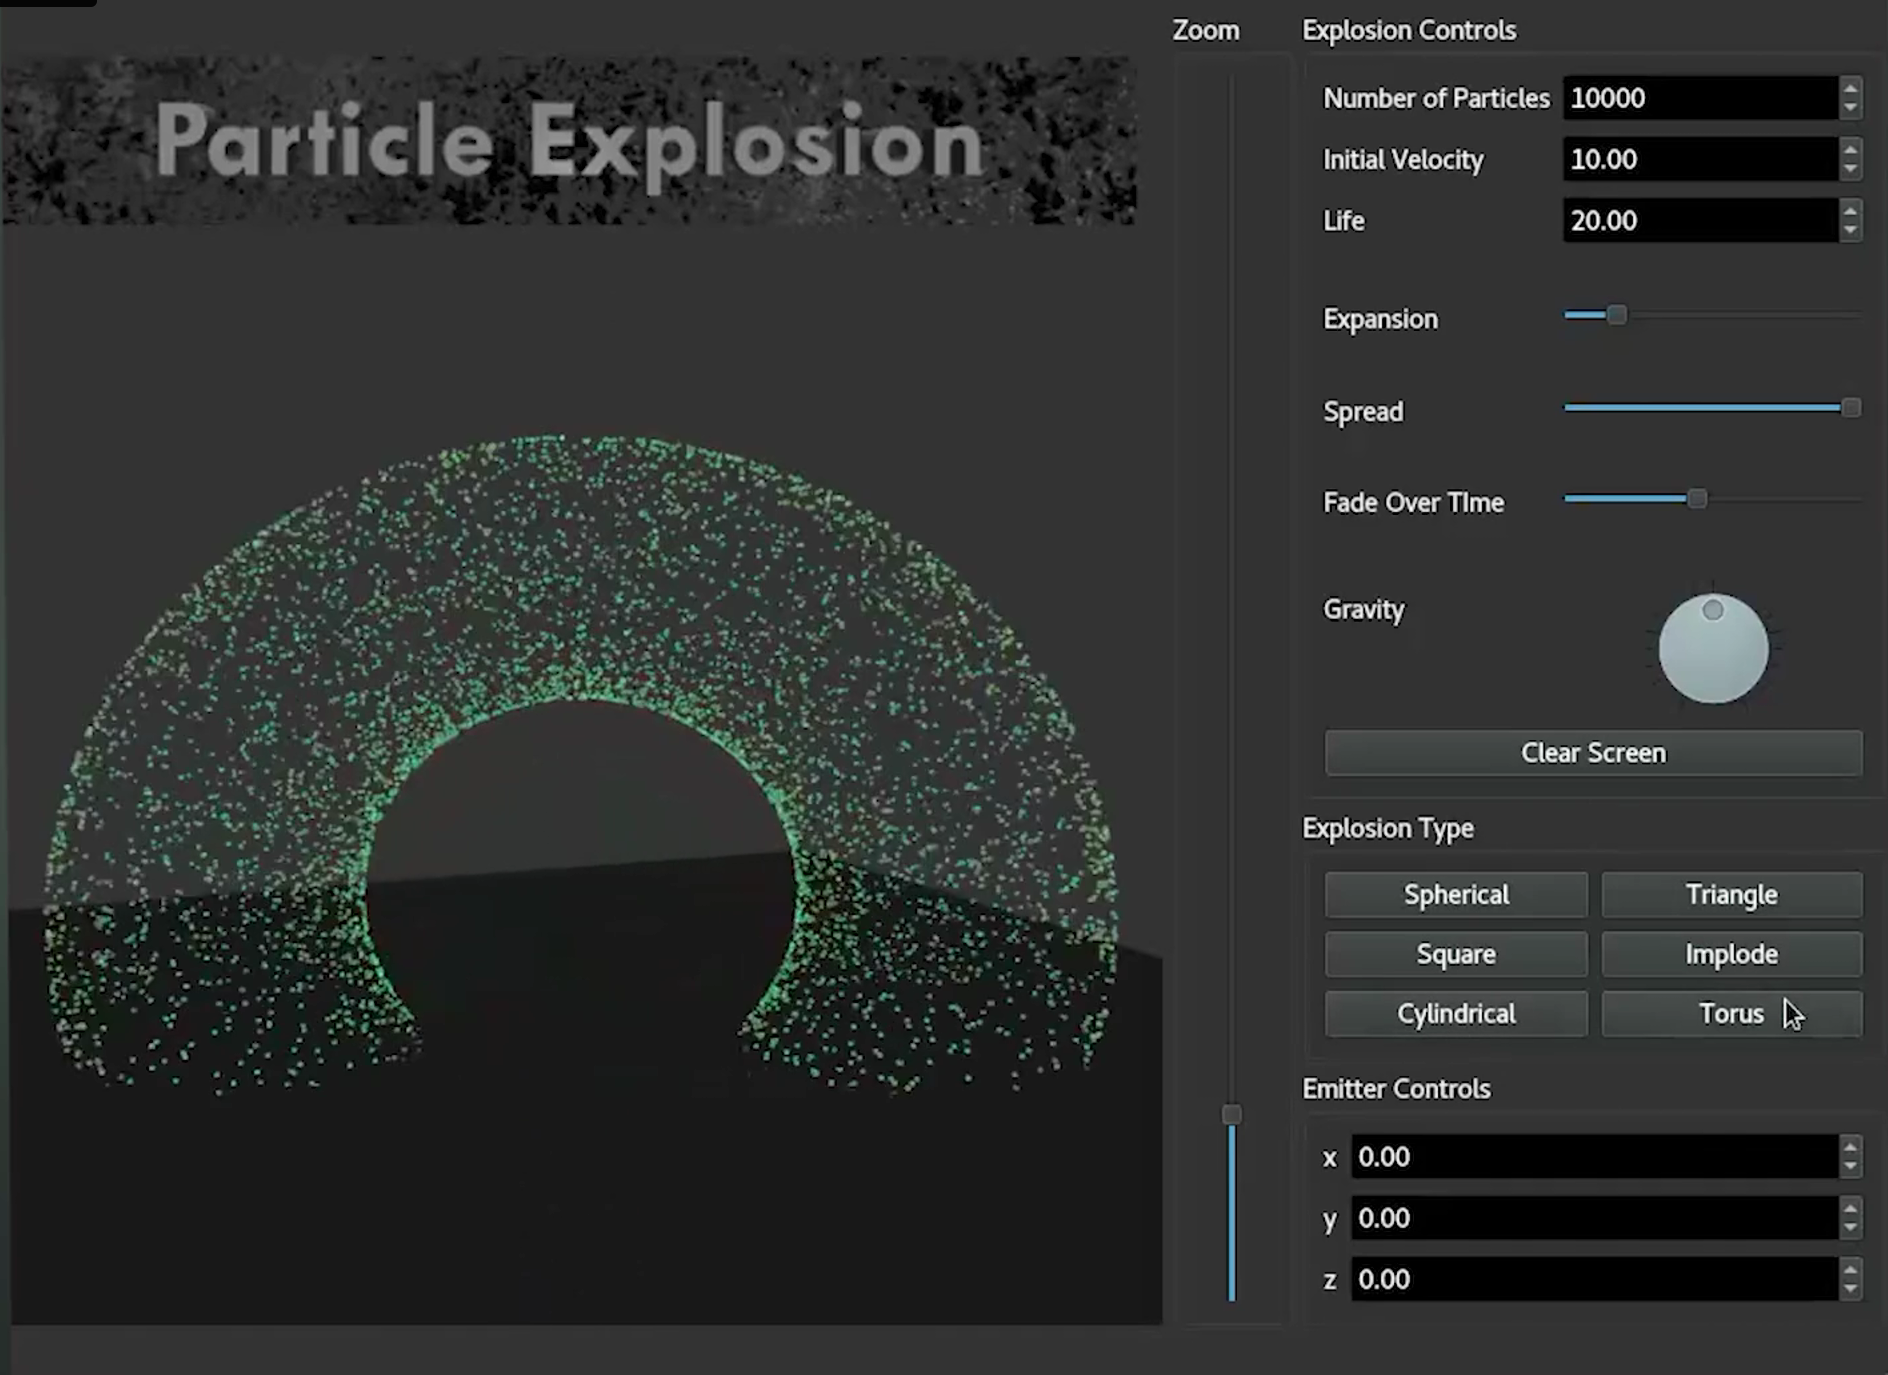 Particle Explosion
Zoom
Explosion Controls
Number of Particles 10000
Initial Velocity 10.00
Life 20.00
Expansion
Spread
Fade Over TIme
Gravity
Clear Screen
Explosion Type
Spherical Triangle
Square Implode
Cylindrical Torus
Emitter Controls
x 0.00
y 0.00
z 0.00